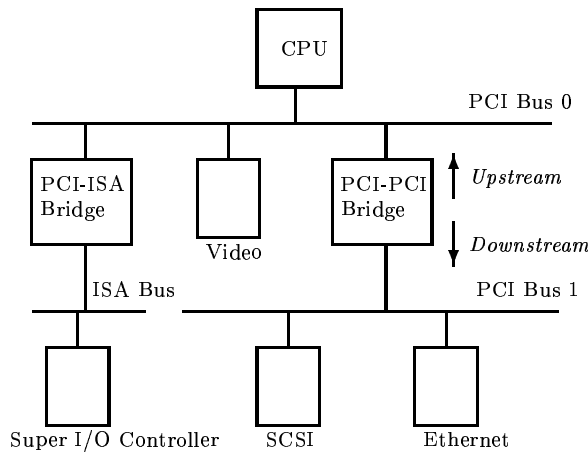 CPU
PCI Bus 0
PCI-ISA
Bridge
Video
PCI-PCI
Bridge
Upstream
Downstream
ISA Bus
PCI Bus 1
Super I/O Controller
SCSI
Ethernet